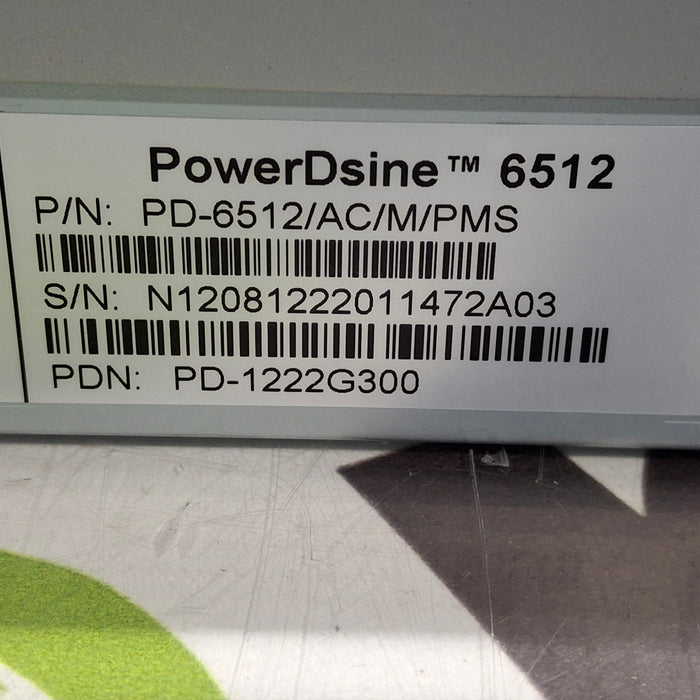 PowerDsine™ 6512
P/N: PD-6512/AC/M/PMS
S/N: N12081222011472A03
PDN: PD-1222G300